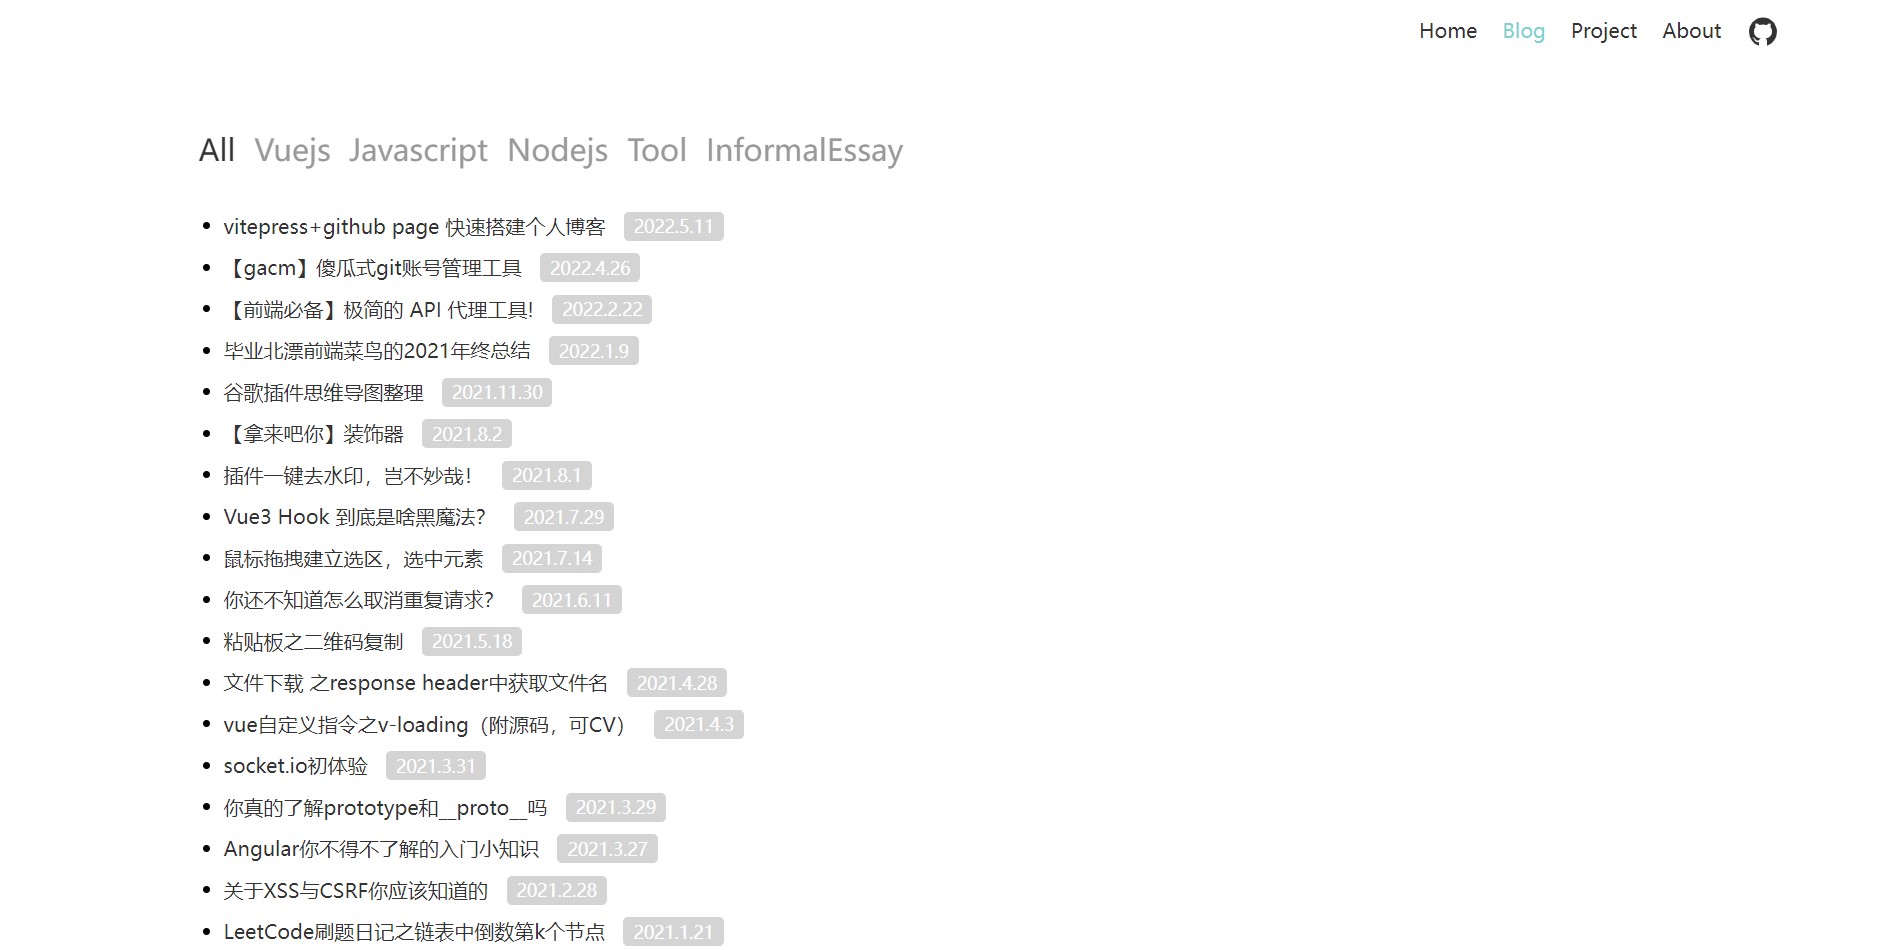 Home Blog Project About
All Vuejs Javascript Nodejs Tool InformalEssay
vitepress+github page 快速搭建个人博客 2022.5.11
【gacm】傻瓜式git账号管理工具 2022.4.26
【前端必备】极简的 API 代理工具! 2022.2.22
毕业北漂前端菜鸟的2021年终总结 2022.1.9
谷歌插件思维导图整理 2021.11.30
【拿来吧你】装饰器 2021.8.2
插件一键去水印，岂不妙哉！ 2021.8.1
Vue3 Hook 到底是啥黑魔法？ 2021.7.29
鼠标拖拽建立选区，选中元素 2021.7.14
你还不知道怎么取消重复请求？ 2021.6.11
粘贴板之二维码复制 2021.5.18
文件下载 之response header中获取文件名 2021.4.28
vue自定义指令之v-loading（附源码，可CV） 2021.4.3
socket.io初体验 2021.3.31
你真的了解prototype和__proto__吗 2021.3.29
Angular你不得不了解的入门小知识 2021.3.27
关于XSS与CSRF你应该知道的 2021.2.28
LeetCode刷题日记之链表中倒数第k个节点 2021.1.21